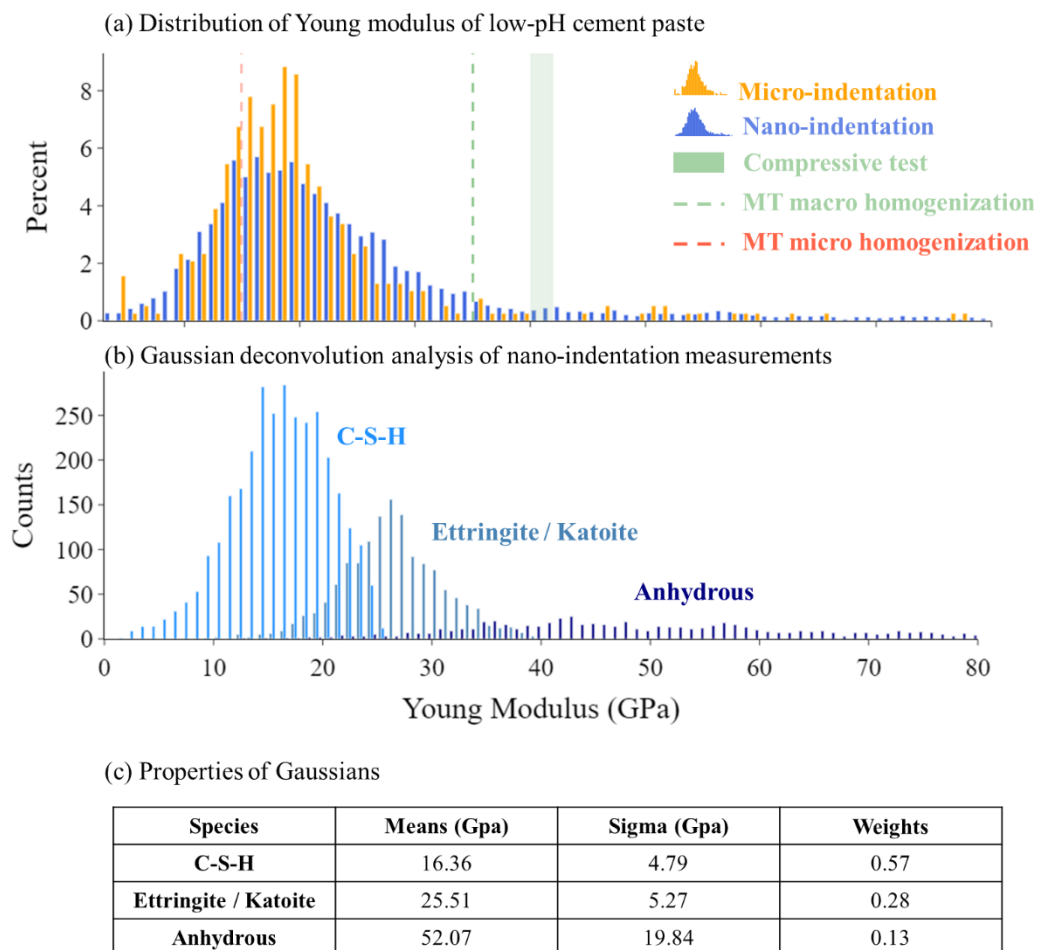 (a) Distribution of Young modulus of low-pH cement paste
8
6
4
2
0
Percent
Micro-indentation
Nano-indentation
Compressive test
MT macro homogenization
MT micro homogenization
(b) Gaussian deconvolution analysis of nano-indentation measurements
250
200
150
100
50
0
Counts
C-S-H
Ettringite / Katoite
Anhydrous
0 10 20 30 40 50 60 70 80
Young Modulus (GPa)
(c) Properties of Gaussians
Species Means (Gpa) Sigma (Gpa) Weights
C-S-H 16.36 4.79 0.57
Ettringite / Katoite 25.51 5.27 0.28
Anhydrous 52.07 19.84 0.13